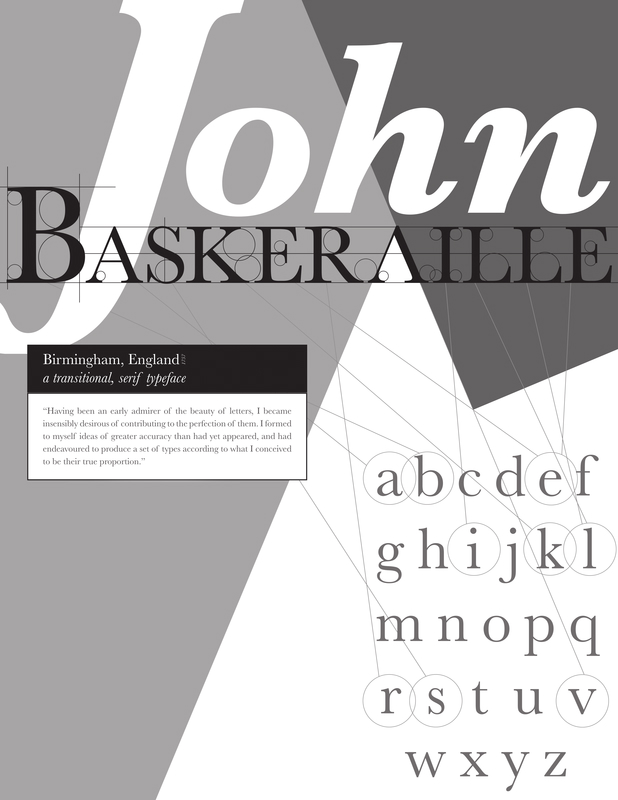 John
BASKERAILLE
Birmingham, England
a transitional, serif typeface
“Having been an early admirer of the beauty of letters, I became
insensibly desirous of contributing to the perfection of them. I formed
to myself ideas of greater accuracy than had yet appeared, and had
endeavoured to produce a set of types according to what I conceived
to be their true proportion.”
a b c d e f
g h i j k l
m n o p q
r s t u v
w x y z